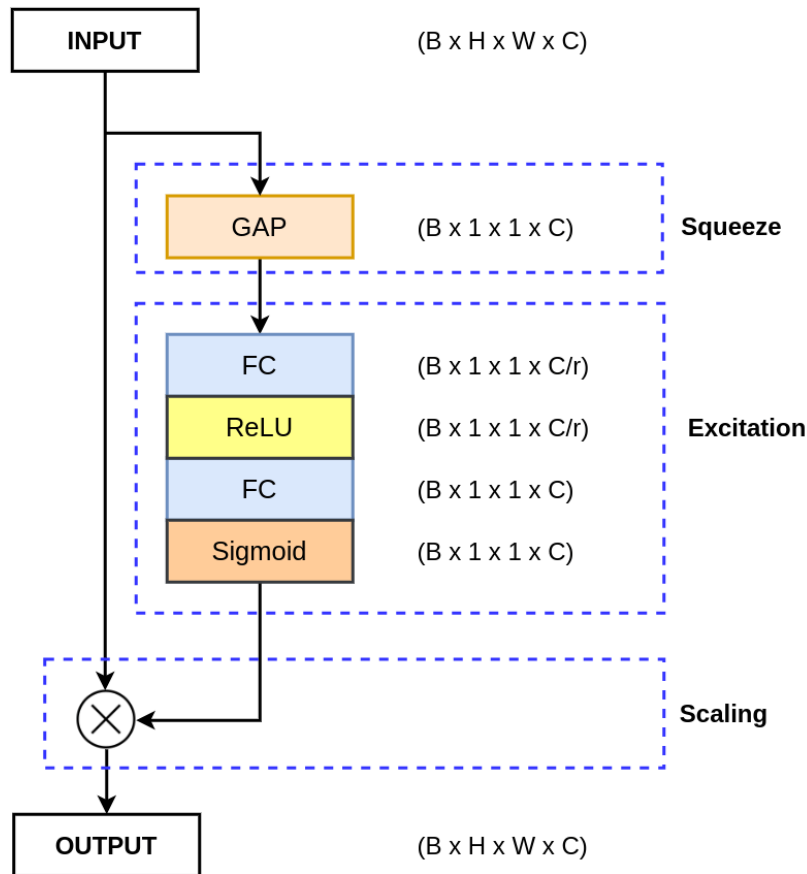 INPUT (B x H x W x C)
GAP (B x 1 x 1 x C) Squeeze
FC (B x 1 x 1 x C/r)
ReLU (B x 1 x 1 x C/r) Excitation
FC (B x 1 x 1 x C)
Sigmoid (B x 1 x 1 x C)
Scaling
OUTPUT (B x H x W x C)